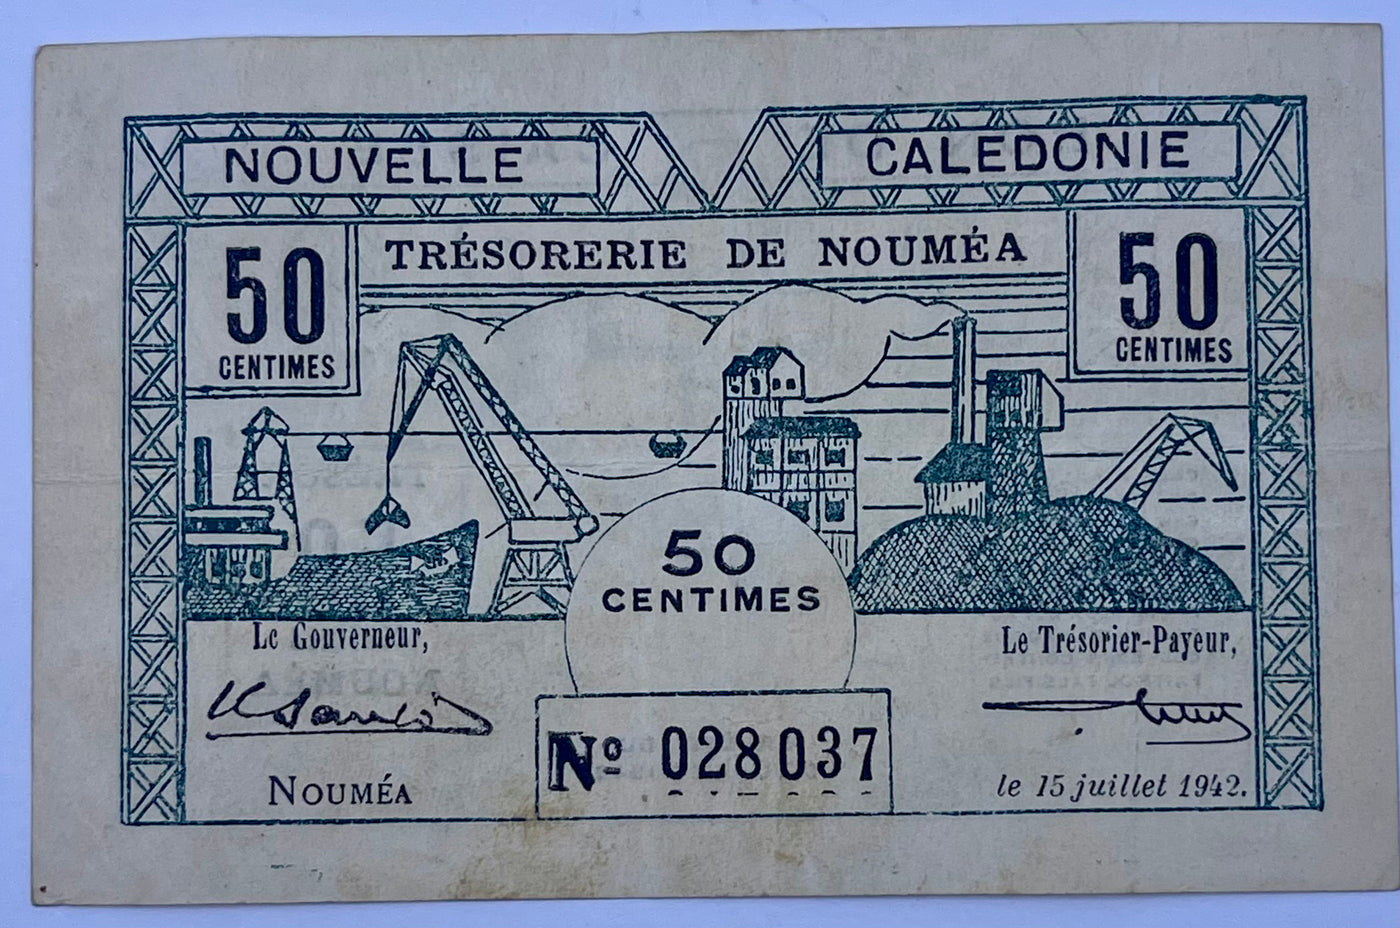 NOUVELLE CALEDONIE
TRÉSORERIE DE NOUMÉA
50 CENTIMES
50 CENTIMES
50
CENTIMES
Le Gouverneur,
Le Trésorier-Payeur,
NOUMÉA
Nº 028037
le 15 juillet 1942.